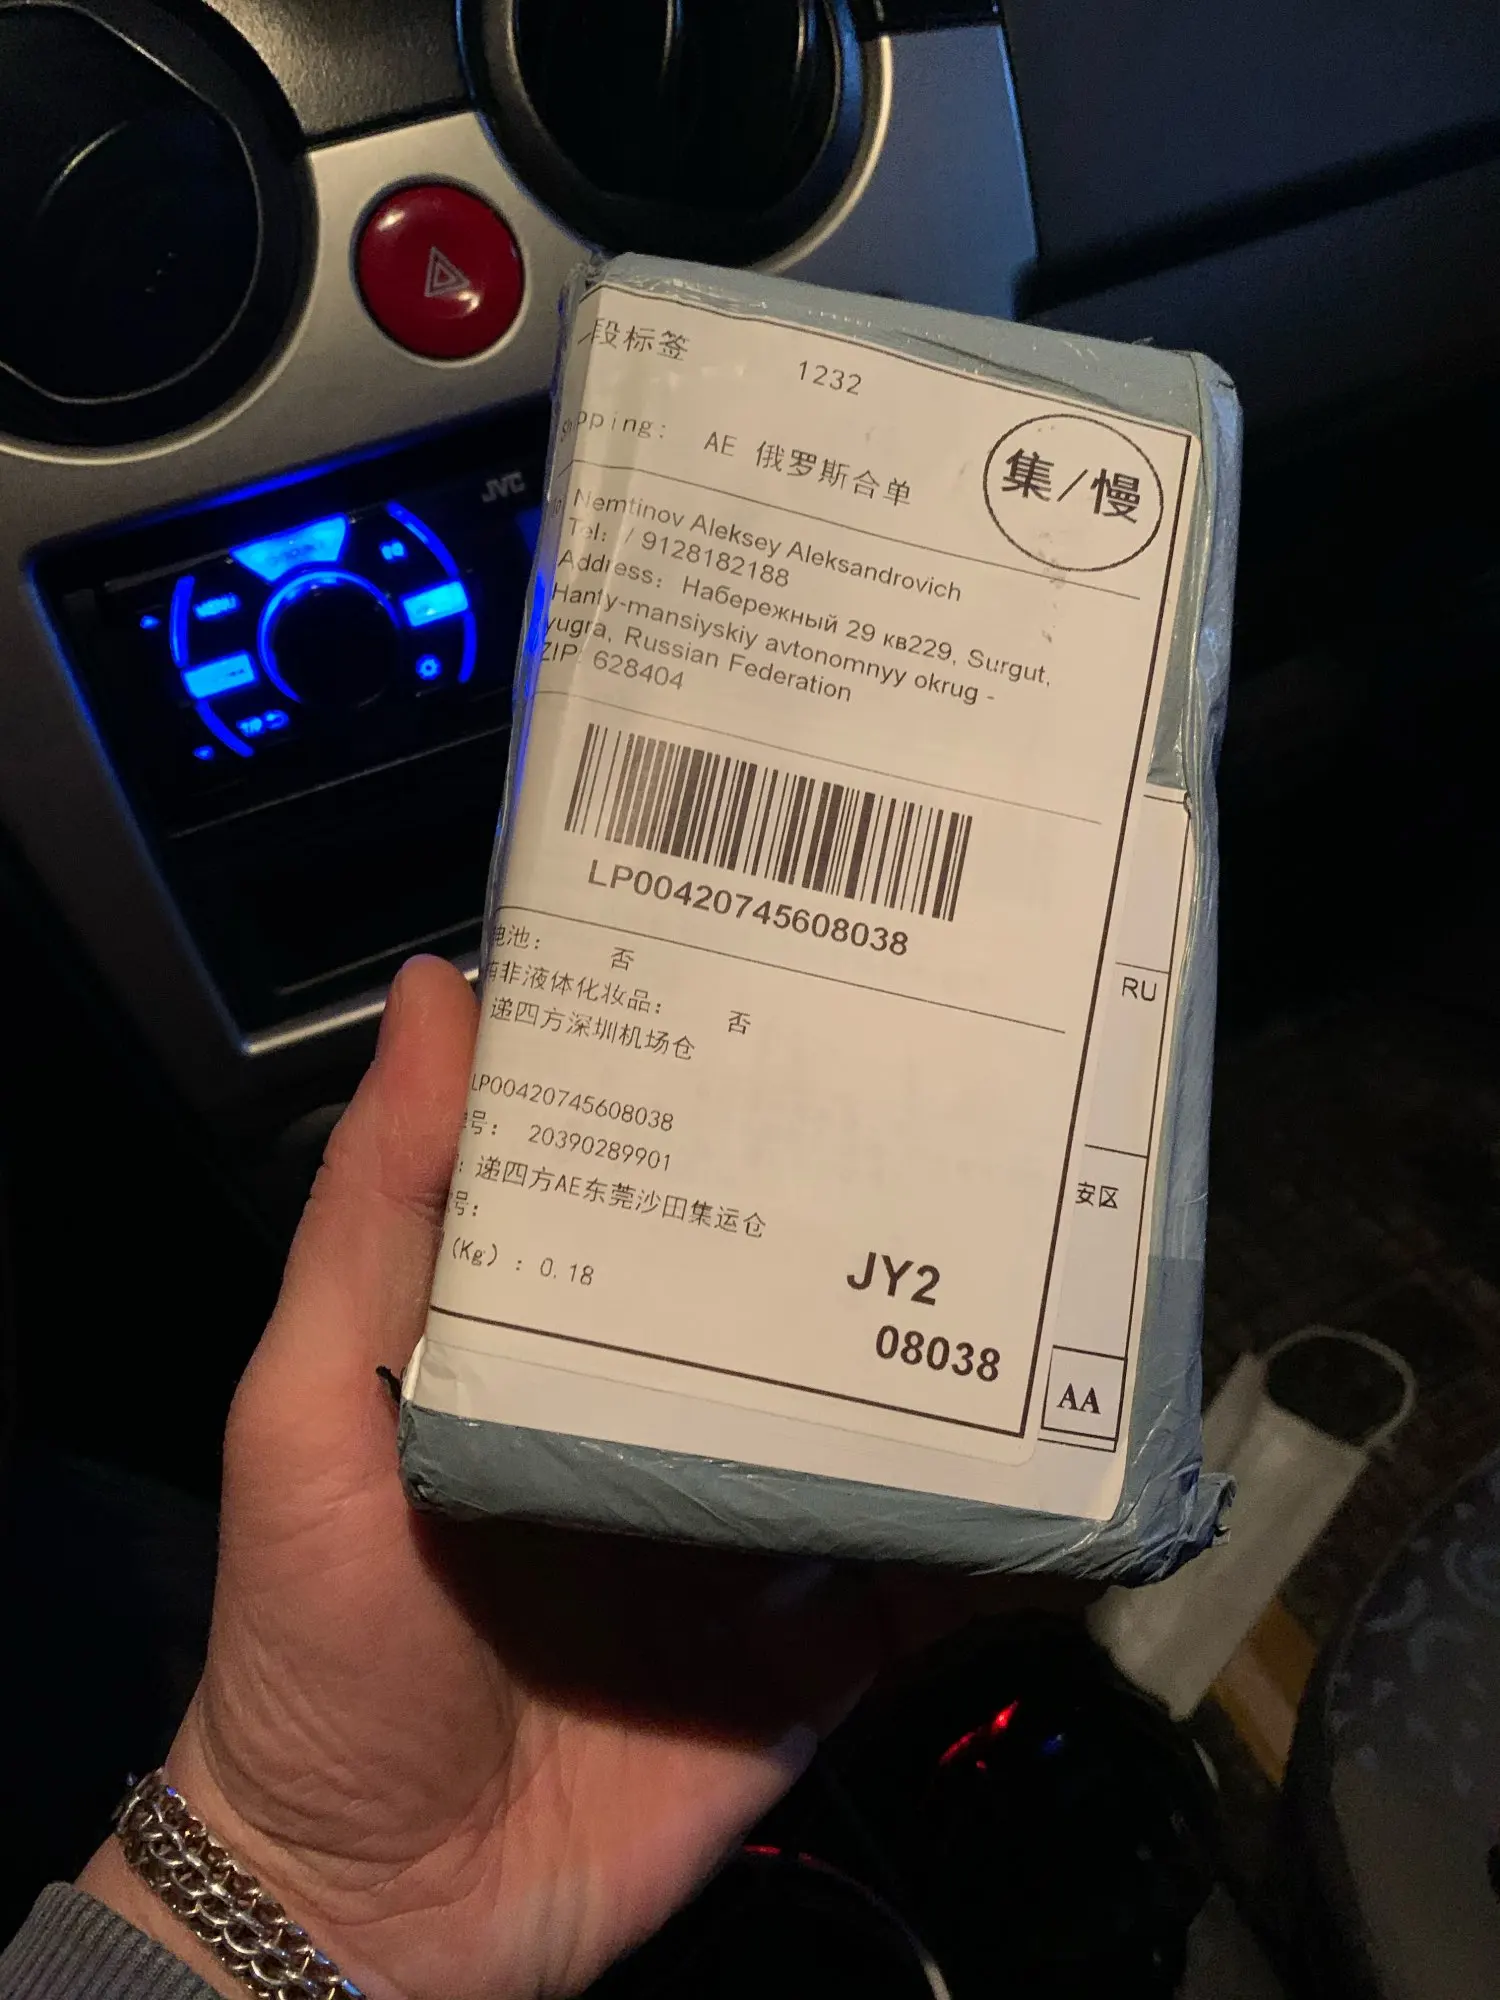 JVC
MENU
段标签
1232
Shipping:
AE 俄罗斯合单
集/慢
Nemtinov Aleksey Aleksandrovich
Tel: / 9128182188
Address: Набережный 29 кв229, Surgut,
Hanty-mansiyskiy avtonomnyy okrug -
yugra, Russian Federation
ZIP: 628404
LP00420745608038
电池: 否
有非液体化妆品: 否
递四方深圳机场仓
LP00420745608038
号: 20390289901
: 递四方AE东莞沙田集运仓
号:
(Kg) : 0.18
JY2
08038
RU
安区
AA